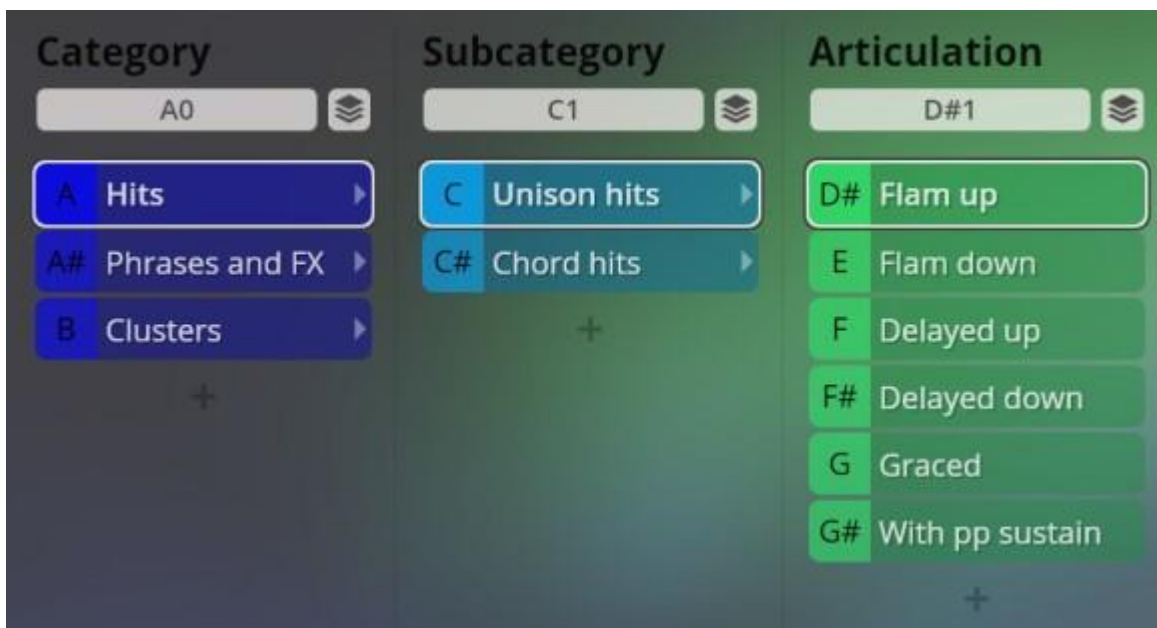 Category
A0
A Hits
A# Phrases and FX
B Clusters
+
Subcategory
C1
C Unison hits
C# Chord hits
+
Articulation
D#1
D# Flam up
E Flam down
F Delayed up
F# Delayed down
G Graced
G# With pp sustain
+